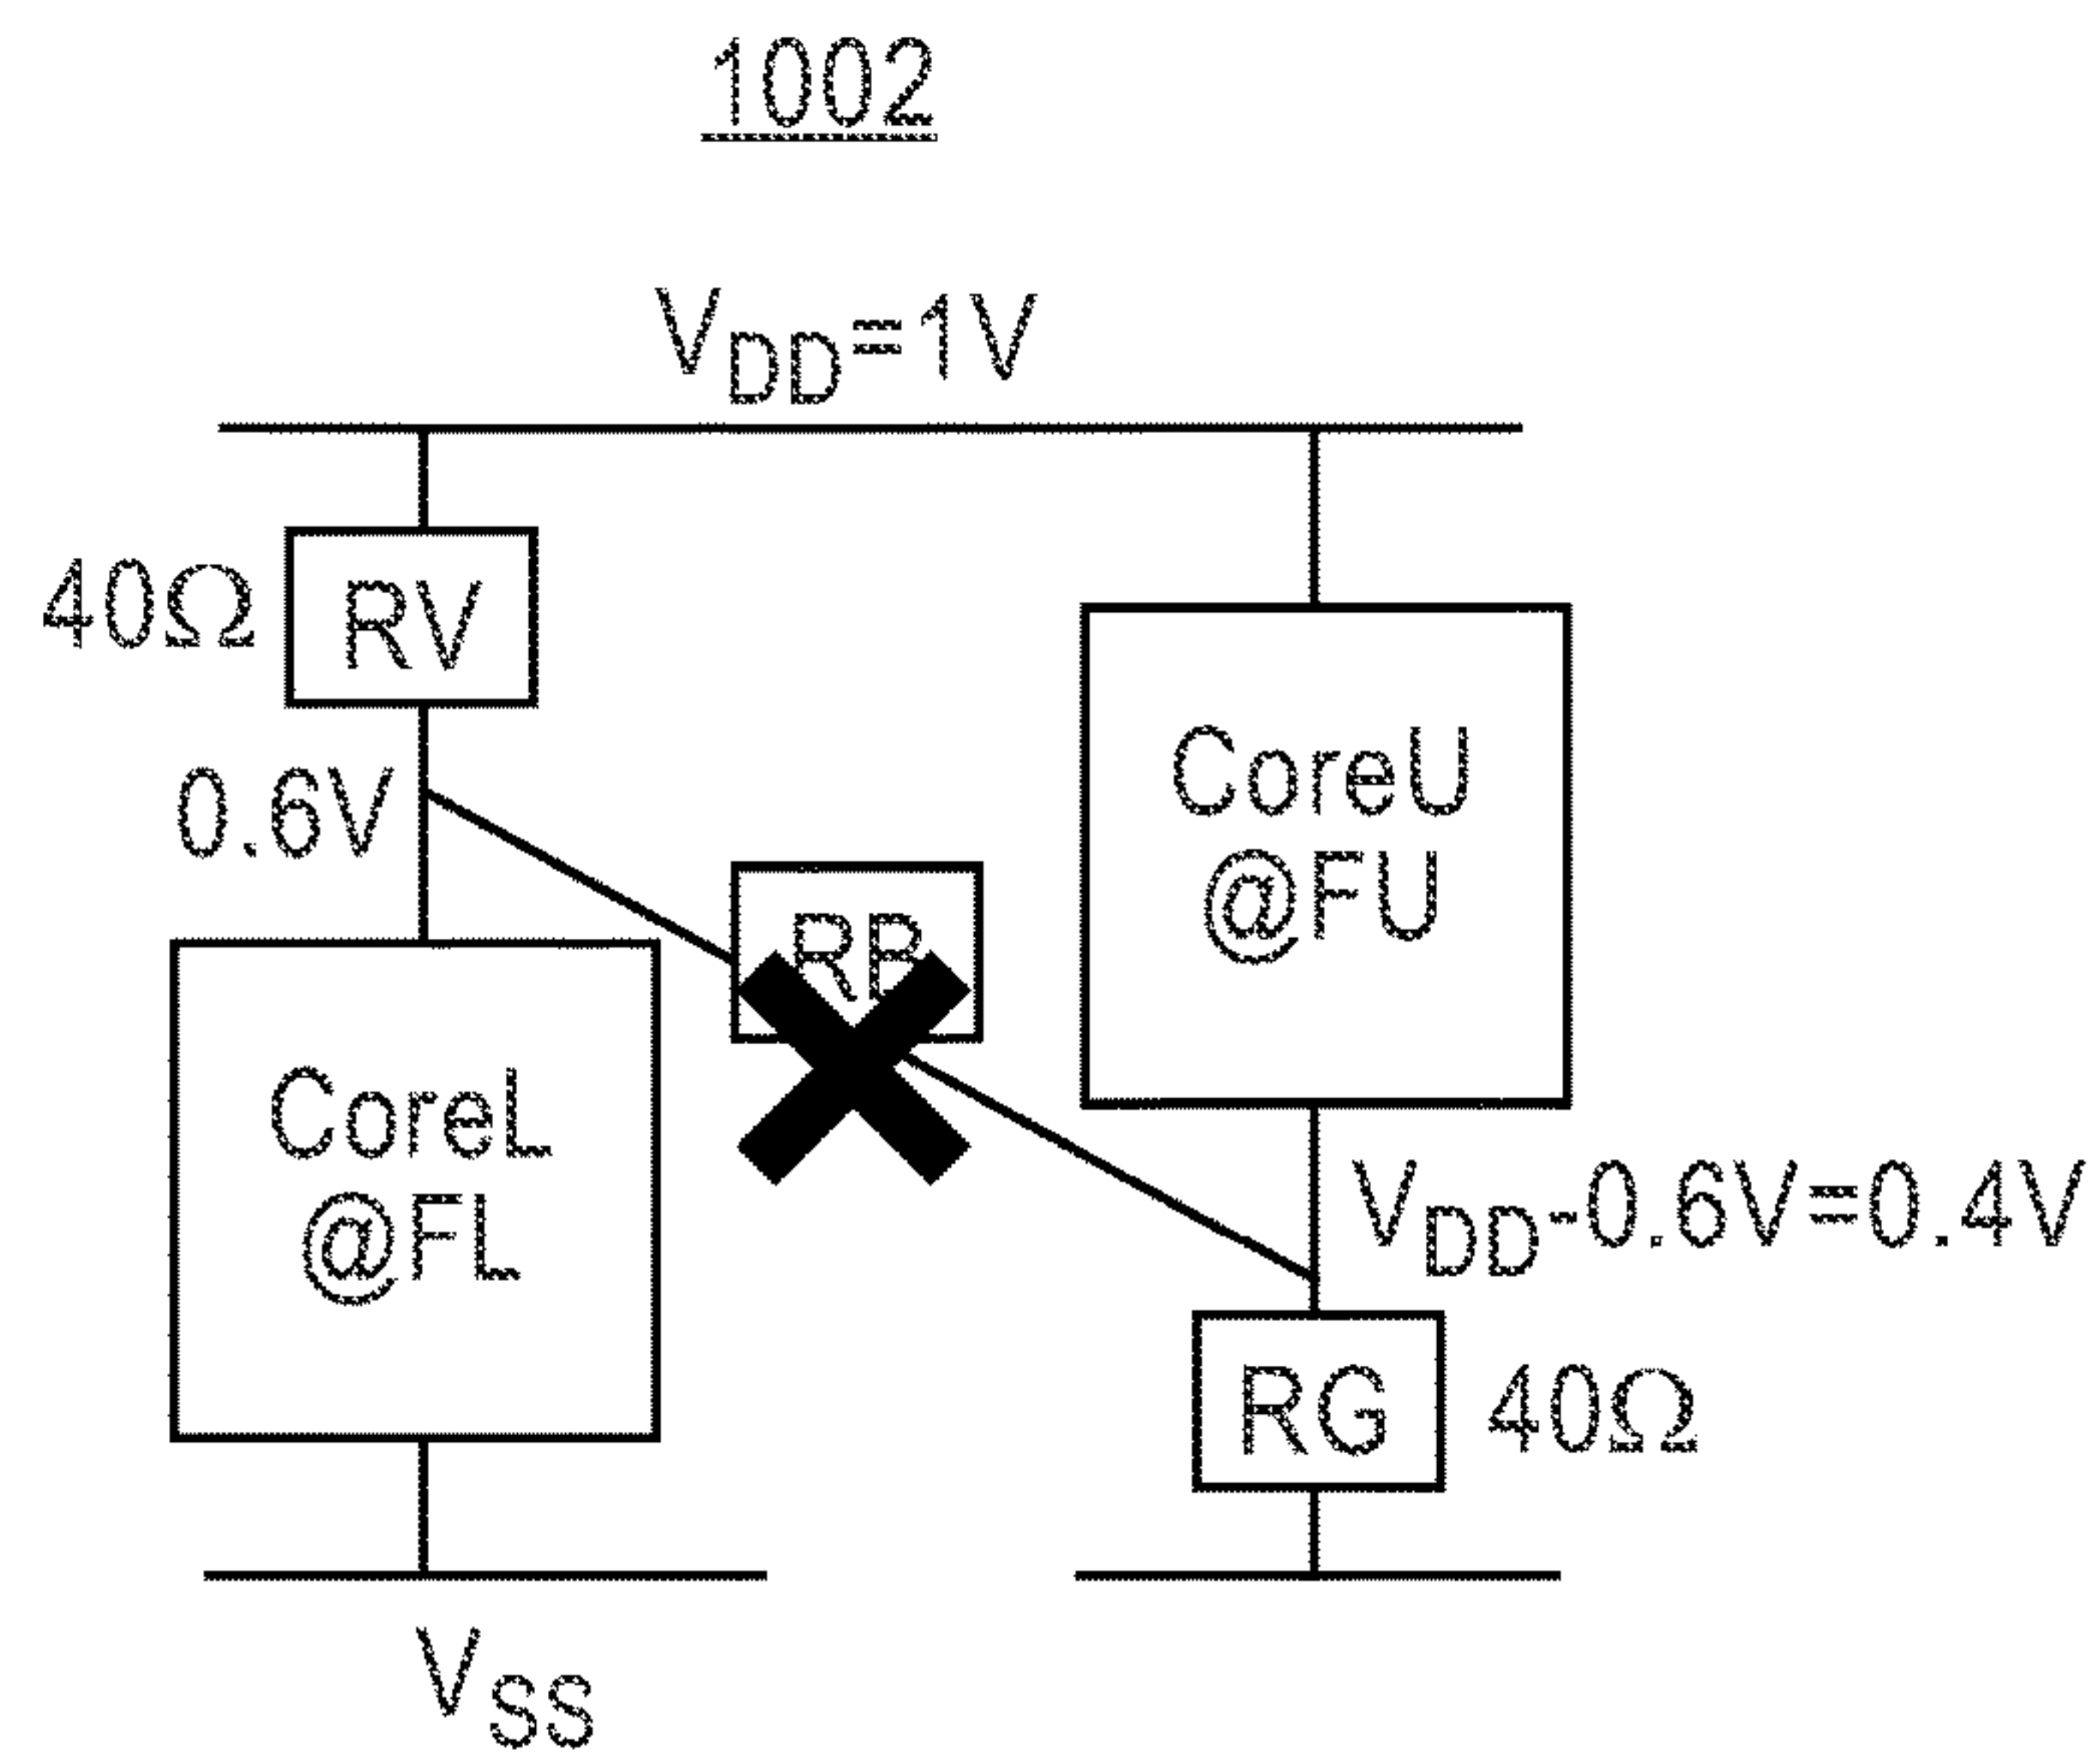 1002
VDD=1V
40Ω
RV
0.6V
CoreU
@FU
CoreL
@FL
VDD-0.6V=0.4V
RG
40Ω
VSS